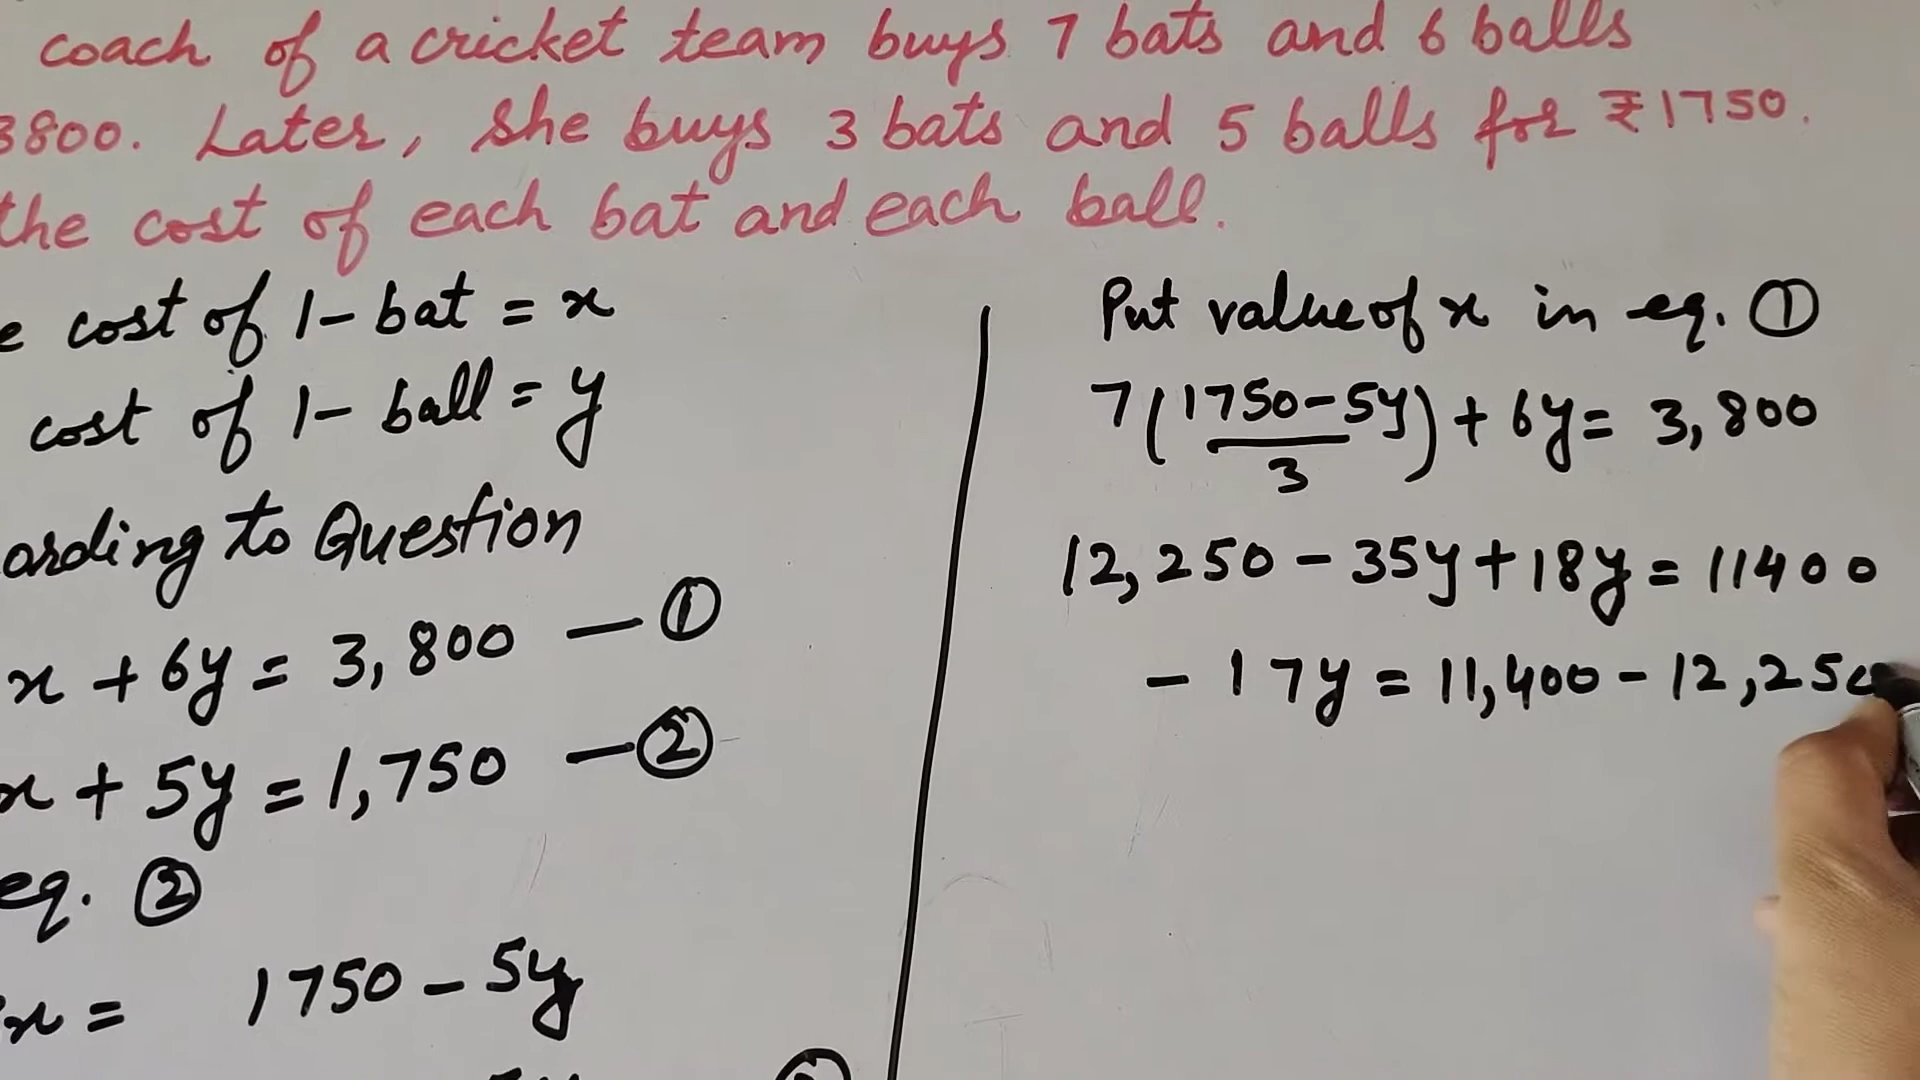 coach of a cricket team buys 7 bats and 6 balls
3800. Later, she buys 3 bats and 5 balls for ₹1750.
the cost of each bat and each ball.
cost of 1-bat = x
cost of 1-ball = y
ording to Question
x + 6y = 3,800 — ①
x + 5y = 1,750 — ②
eq. ②
x = 1750 - 5y
Put value of x in eq. ①
7(1750-5y/3) + 6y = 3,800
12,250 - 35y + 18y = 11400
- 17y = 11,400 - 12,250